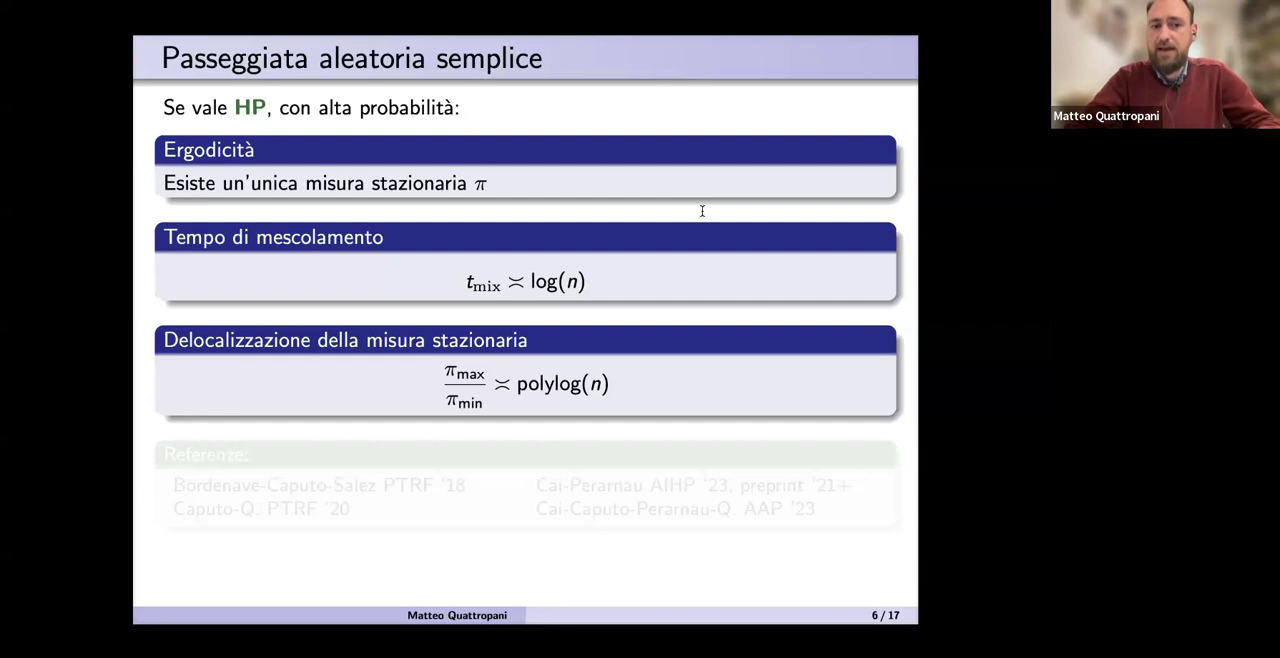 Passeggiata aleatoria semplice
Se vale HP, con alta probabilità:
Ergodicità
Esiste un'unica misura stazionaria π
Tempo di mescolamento
t_mix ≍ log(n)
Delocalizzazione della misura stazionaria
π_max / π_min ≍ polylog(n)
Referenze:
Bordenave-Caputo-Salez PTRF '18
Caputo-Q. PTRF '20
Cai-Perarnau AIHP '23, preprint '21+
Cai-Caputo-Perarnau-Q. AAP '23
Matteo Quattropani
6 / 17
Matteo Quattropani